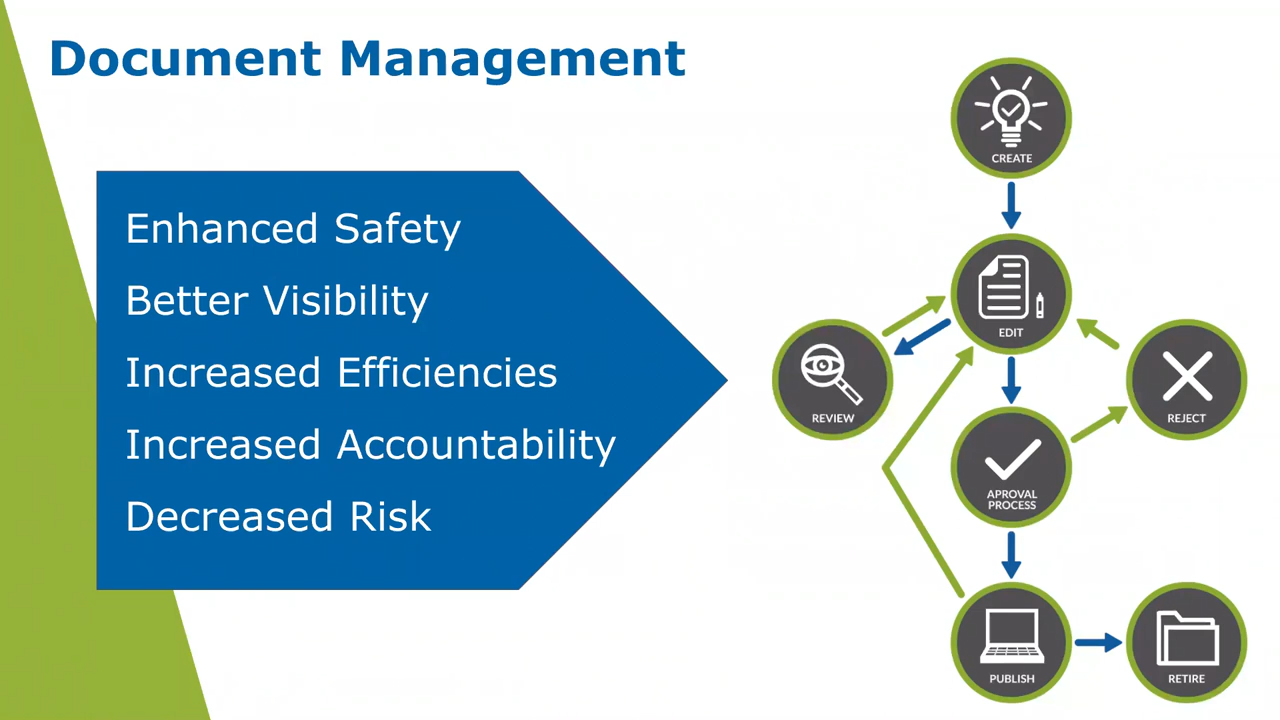 Document Management
Enhanced Safety
Better Visibility
Increased Efficiencies
Increased Accountability
Decreased Risk
CREATE
EDIT
REVIEW
REJECT
APROVAL
PROCESS
PUBLISH
RETIRE